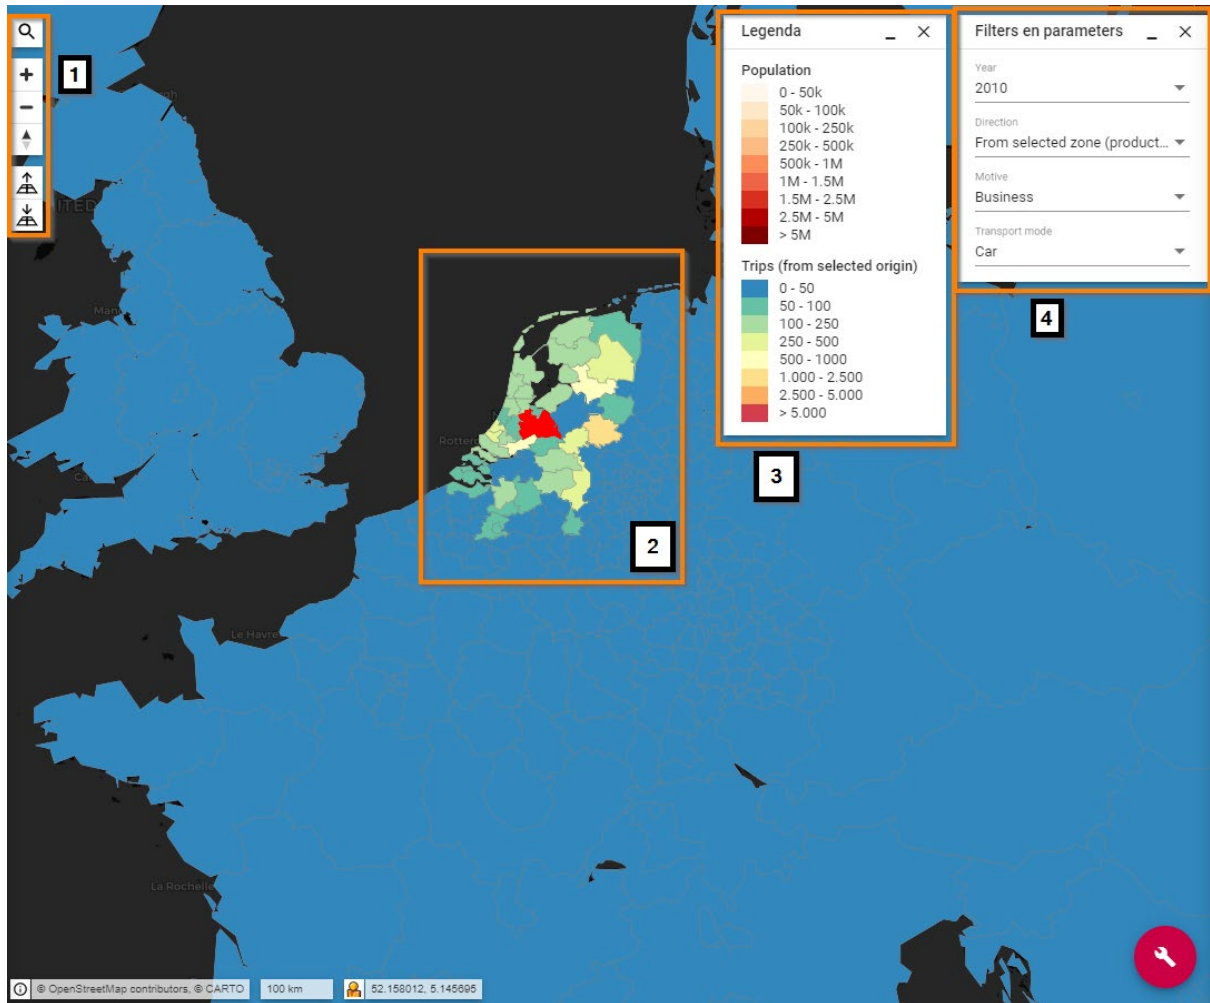 1
ITED
Man
Rotter
Ca
Le Havre
La Rochelle
2
Legenda
Population
0 - 50k
50k - 100k
100k - 250k
250k - 500k
500k - 1M
1M - 1.5M
1.5M - 2.5M
2.5M - 5M
> 5M
Trips (from selected origin)
0 - 50
50 - 100
100 - 250
250 - 500
500 - 1000
1.000 - 2.500
2.500 - 5.000
> 5.000
3
Filters en parameters
Year
2010
Direction
From selected zone (product...
Motive
Business
Transport mode
Car
4
© OpenStreetMap contributors, © CARTO
100 km
52.158012, 5.145695